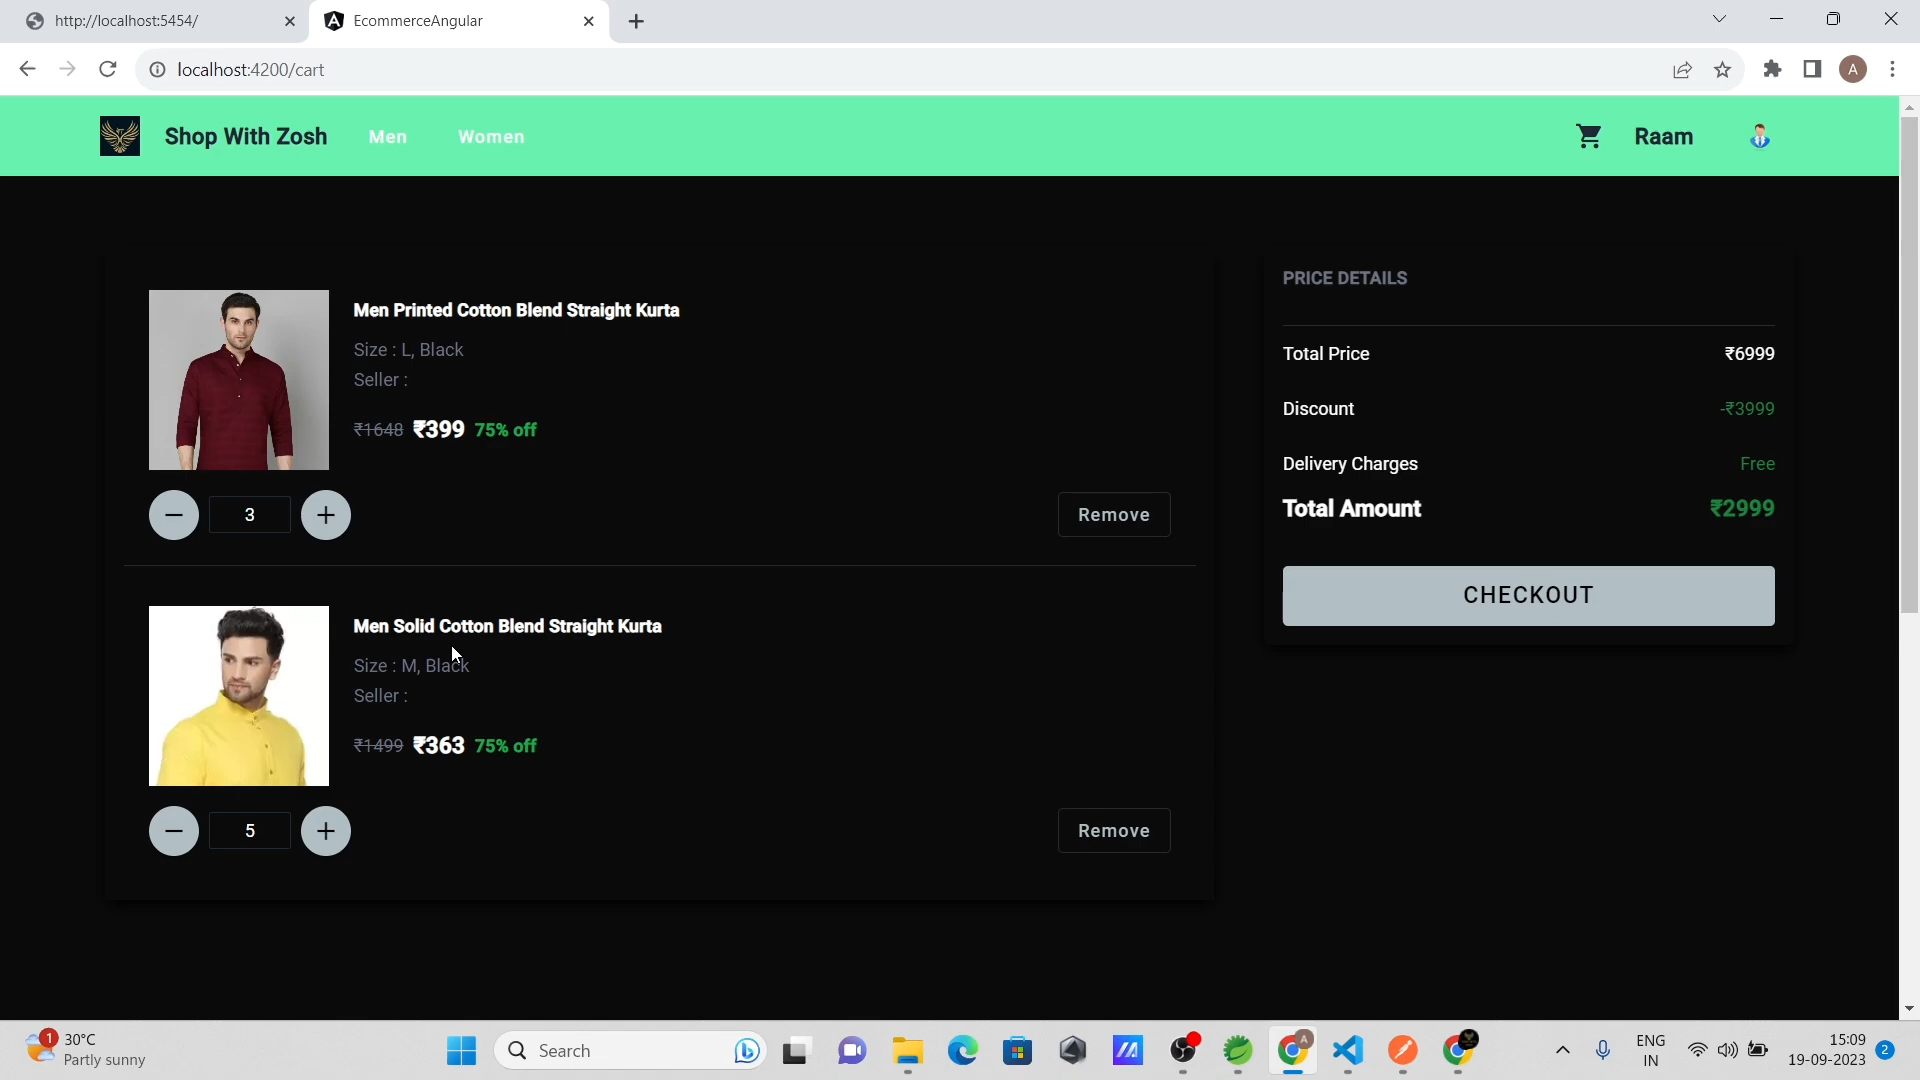 http://localhost:5454/
EcommerceAngular
localhost:4200/cart
A
Shop With Zosh
Men
Women
Raam
Men Printed Cotton Blend Straight Kurta
Size : L, Black
Seller :
₹1648 ₹399 75% off
3
Remove
Men Solid Cotton Blend Straight Kurta
Size : M, Black
Seller :
₹1499 ₹363 75% off
5
Remove
PRICE DETAILS
Total Price ₹6999
Discount -₹3999
Delivery Charges Free
Total Amount ₹2999
CHECKOUT
1
30°C
Partly sunny
Search
A
ENG
IN
15:09
19-09-2023
2